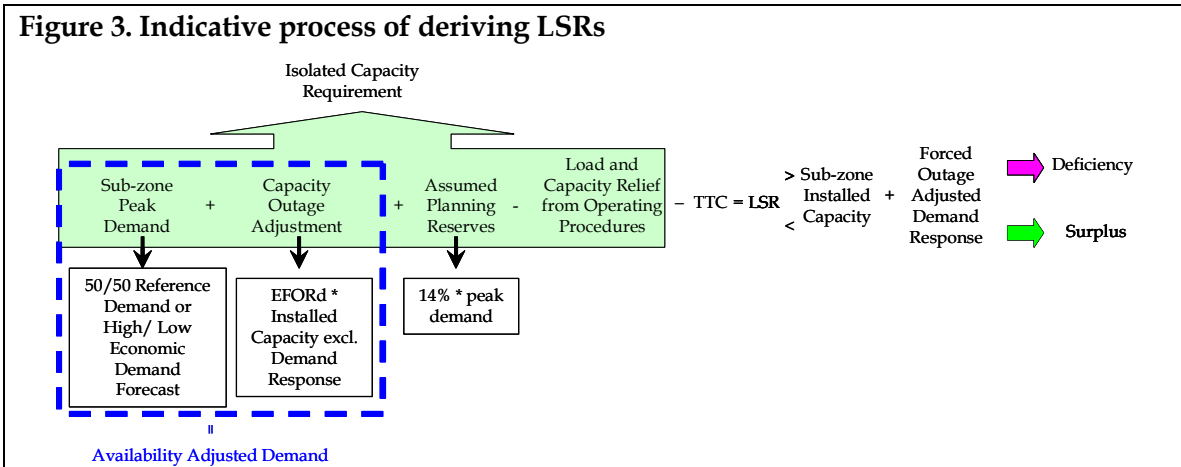 Figure 3. Indicative process of deriving LSRs
Isolated Capacity
Requirement
Sub-zone
Peak
Demand
+
Capacity
Outage
Adjustment
+
Assumed
Planning
Reserves
-
Load and
Capacity Relief
from Operating
Procedures
– TTC = LSR
>
<
Sub-zone
Installed
Capacity
+
Forced
Outage
Adjusted
Demand
Response
Deficiency
Surplus
50/50 Reference
Demand or
High/ Low
Economic
Demand
Forecast
EFORd *
Installed
Capacity excl.
Demand
Response
14% * peak
demand
=
Availability Adjusted Demand